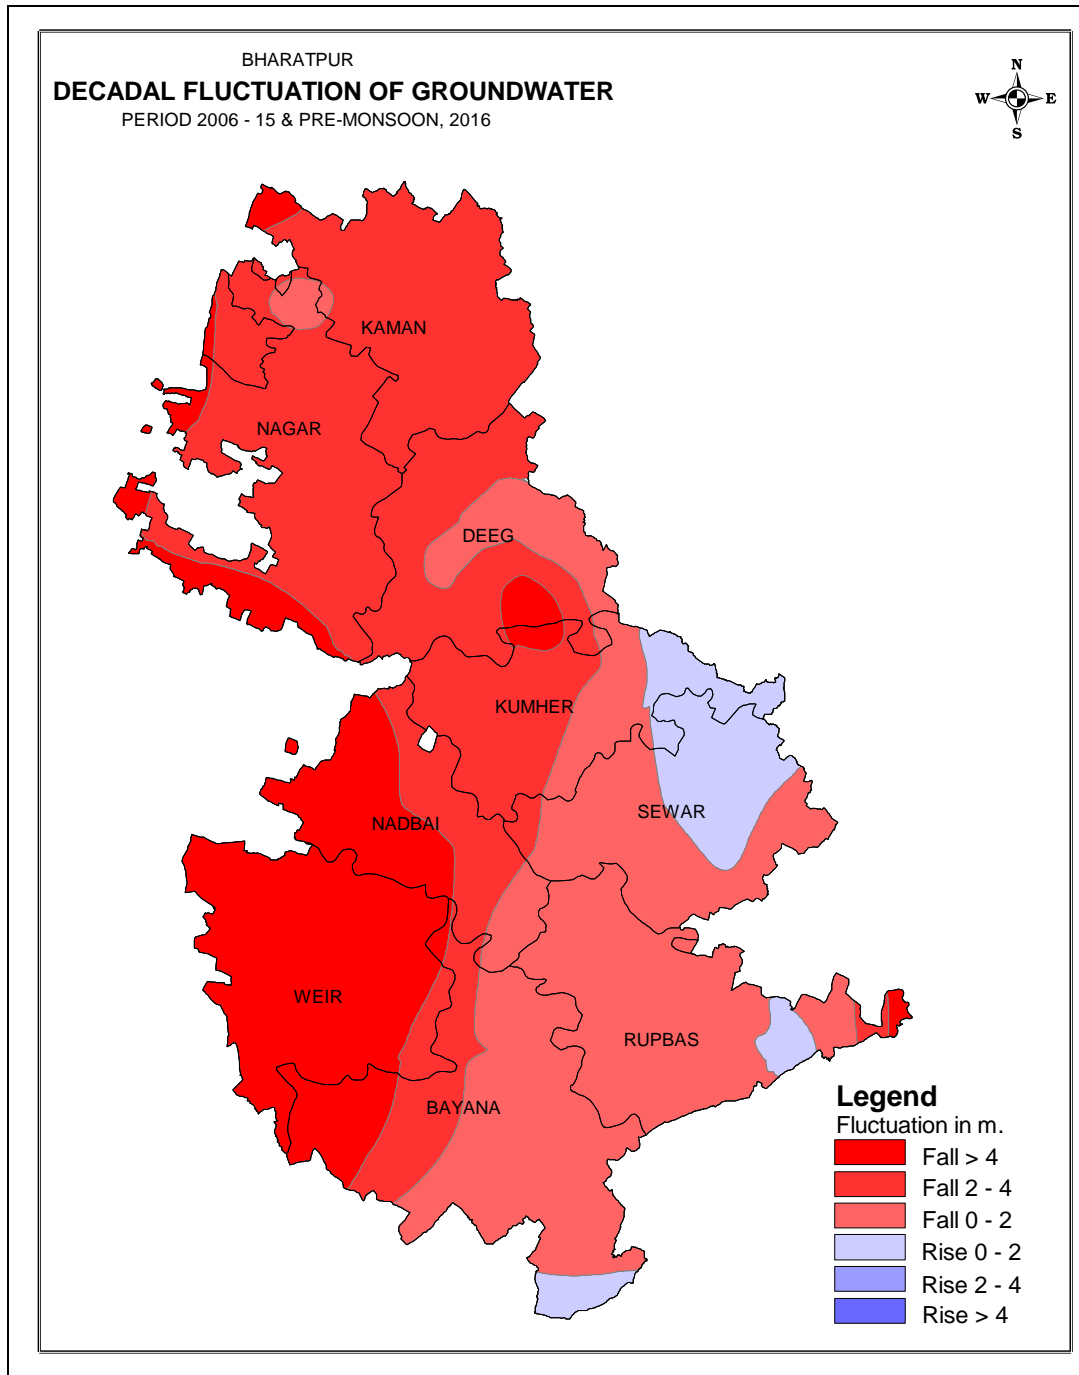 BHARATPUR
DECADAL FLUCTUATION OF GROUNDWATER
PERIOD 2006 - 15 & PRE-MONSOON, 2016
N
W E
S
KAMAN
NAGAR
DEEG
KUMHER
SEWAR
NADBAI
WEIR
RUPBAS
BAYANA
Legend
Fluctuation in m.
Fall > 4
Fall 2 - 4
Fall 0 - 2
Rise 0 - 2
Rise 2 - 4
Rise > 4